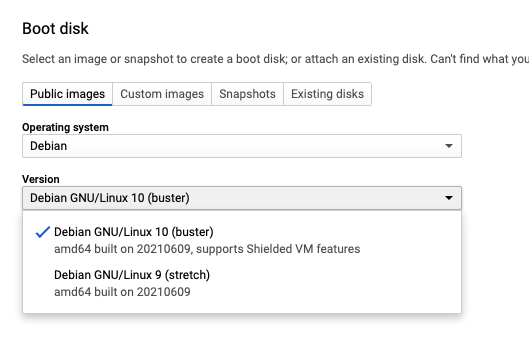 Boot disk
Select an image or snapshot to create a boot disk; or attach an existing disk. Can't find what you
Public images
Custom images
Snapshots
Existing disks
Operating system
Debian
Version
Debian GNU/Linux 10 (buster)
Debian GNU/Linux 10 (buster)
amd64 built on 20210609, supports Shielded VM features
Debian GNU/Linux 9 (stretch)
amd64 built on 20210609